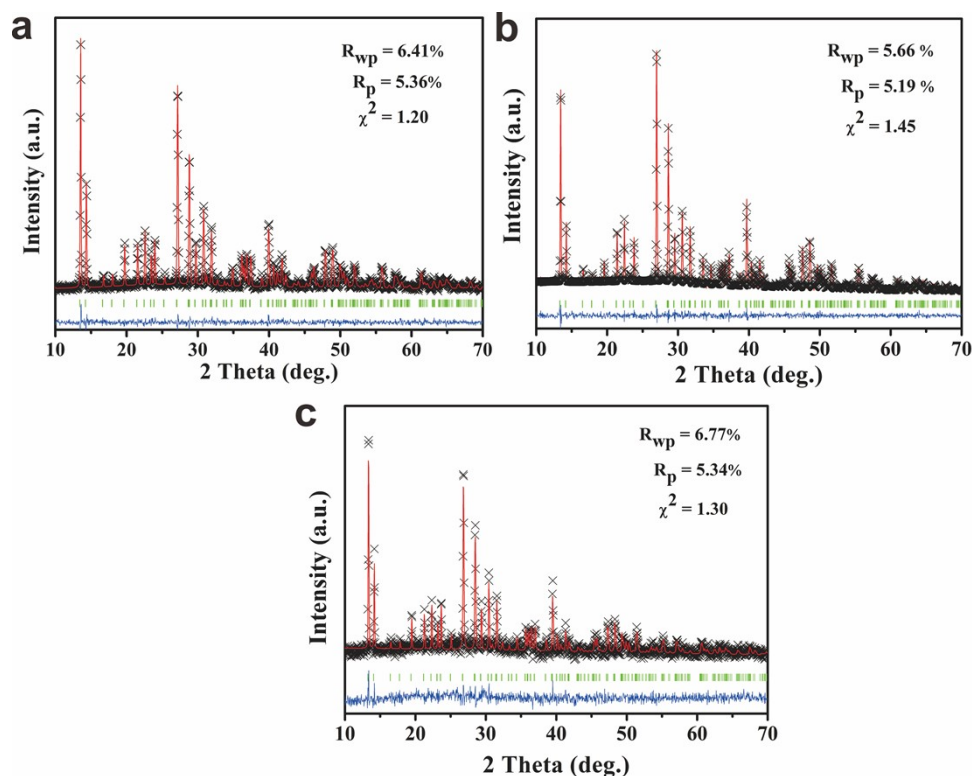 a
R_wp = 6.41%
R_p = 5.36%
χ² = 1.20
Intensity (a.u.)
10 20 30 40 50 60 70
2 Theta (deg.)
b
R_wp = 5.66 %
R_p = 5.19 %
χ² = 1.45
Intensity (a.u.)
10 20 30 40 50 60 70
2 Theta (deg.)
c
R_wp = 6.77%
R_p = 5.34%
χ² = 1.30
Intensity (a.u.)
10 20 30 40 50 60 70
2 Theta (deg.)